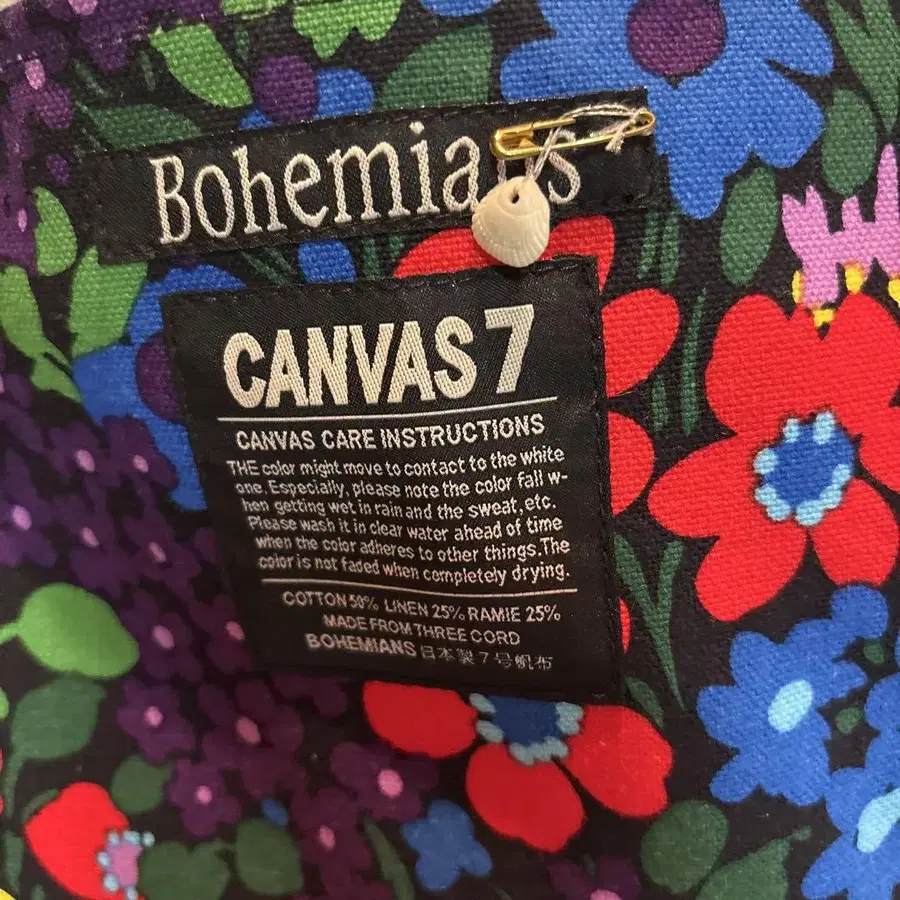 Bohemians
CANVAS 7
CANVAS CARE INSTRUCTIONS
THE color might move to contact to the white
one. Especially, please note the color fall w-
hen getting wet in rain and the sweat, etc.
Please wash it in clear water ahead of time
when the color adheres to other things.The
color is not faded when completely drying.
COTTON 50% LINEN 25% RAMIE 25%
MADE FROM THREE CORD
BOHEMIANS 日本製7号帆布